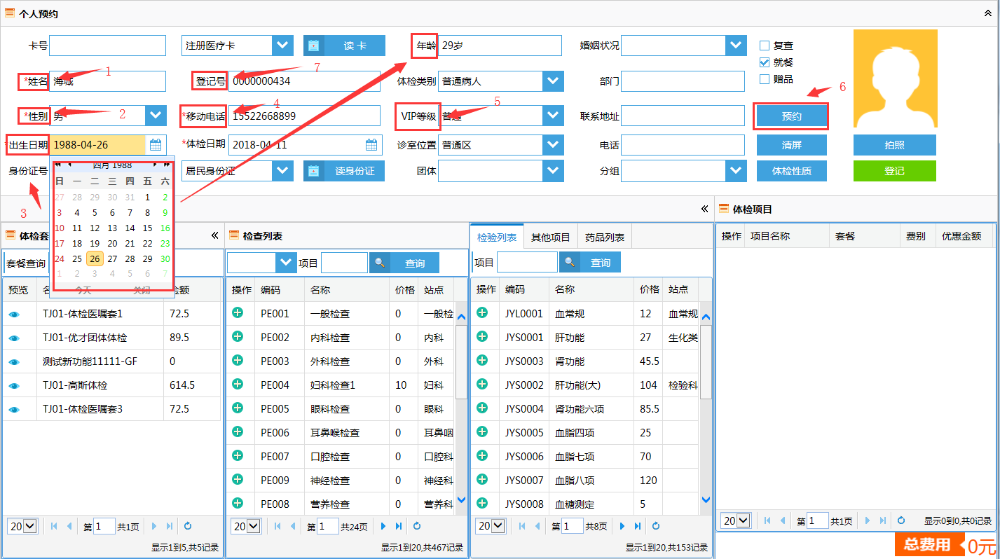 个人预约
卡号 注册医疗卡 读 卡 年龄 29岁 婚姻状况 复查
就餐
赠品
*姓名 海城 1 登记号 0000000434 7 体检类别 普通病人 部门
*性别 男 2 *移动电话 15522668899 4 VIP等级 普通 5 联系地址 预约 6
*出生日期 1988-04-26 *体检日期 2018-04-11 诊室位置 普通区 电话 清屏 拍照
身份证号 3 居民身份证 读身份证 团体 分组 体检性质 登记
四月 1988
日 一 二 三 四 五 六
27 28 29 30 31 1 2
3 4 5 6 7 8 9
10 11 12 13 14 15 16
17 18 19 20 21 22 23
24 25 26 27 28 29 30
1 2 3 4 5 6 7
今天 关闭
体检套
套餐查询
预览 名 金额
TJ01-体检医嘱套1 72.5
TJ01-优才团体体检 89.5
测试新功能11111-GF 0
TJ01-高斯体检 614.5
TJ01-体检医嘱套3 72.5
20 第 1 共1页
显示1到5,共5记录
检查列表
项目 查询
操作 编码 名称 价格 站点
PE001 一般检查 0 一般检
PE002 内科检查 0 内科
PE003 外科检查 0 外科
PE004 妇科检查1 10 妇科
PE005 眼科检查 0 眼科
PE006 耳鼻喉检查 0 耳鼻咽
PE007 口腔检查 0 口腔科
PE009 神经检查 0 神经科
PE008 营养检查 0 营养科
20 第 1 共24页
显示1到20,共467记录
检验列表 其他项目 药品列表
项目 查询
操作 编码 名称 价格 站点
JYL0001 血常规 12 血常规
JYS0001 肝功能 27 生化类
JYS0003 肾功能 45.5
JYS0002 肝功能(大) 104 检验科
JYS0004 肾功能六项 85.5
JYS0005 血脂四项 25
JYS0006 血脂七项 70
JYS0007 血脂八项 120
JYS0008 血糖测定 5
20 第 1 共8页
显示1到20,共153记录
体检项目
操作 项目名称 套餐 费别 优惠金额
20 第 1 共1页 显示0到0,共0记录
总费用 0元